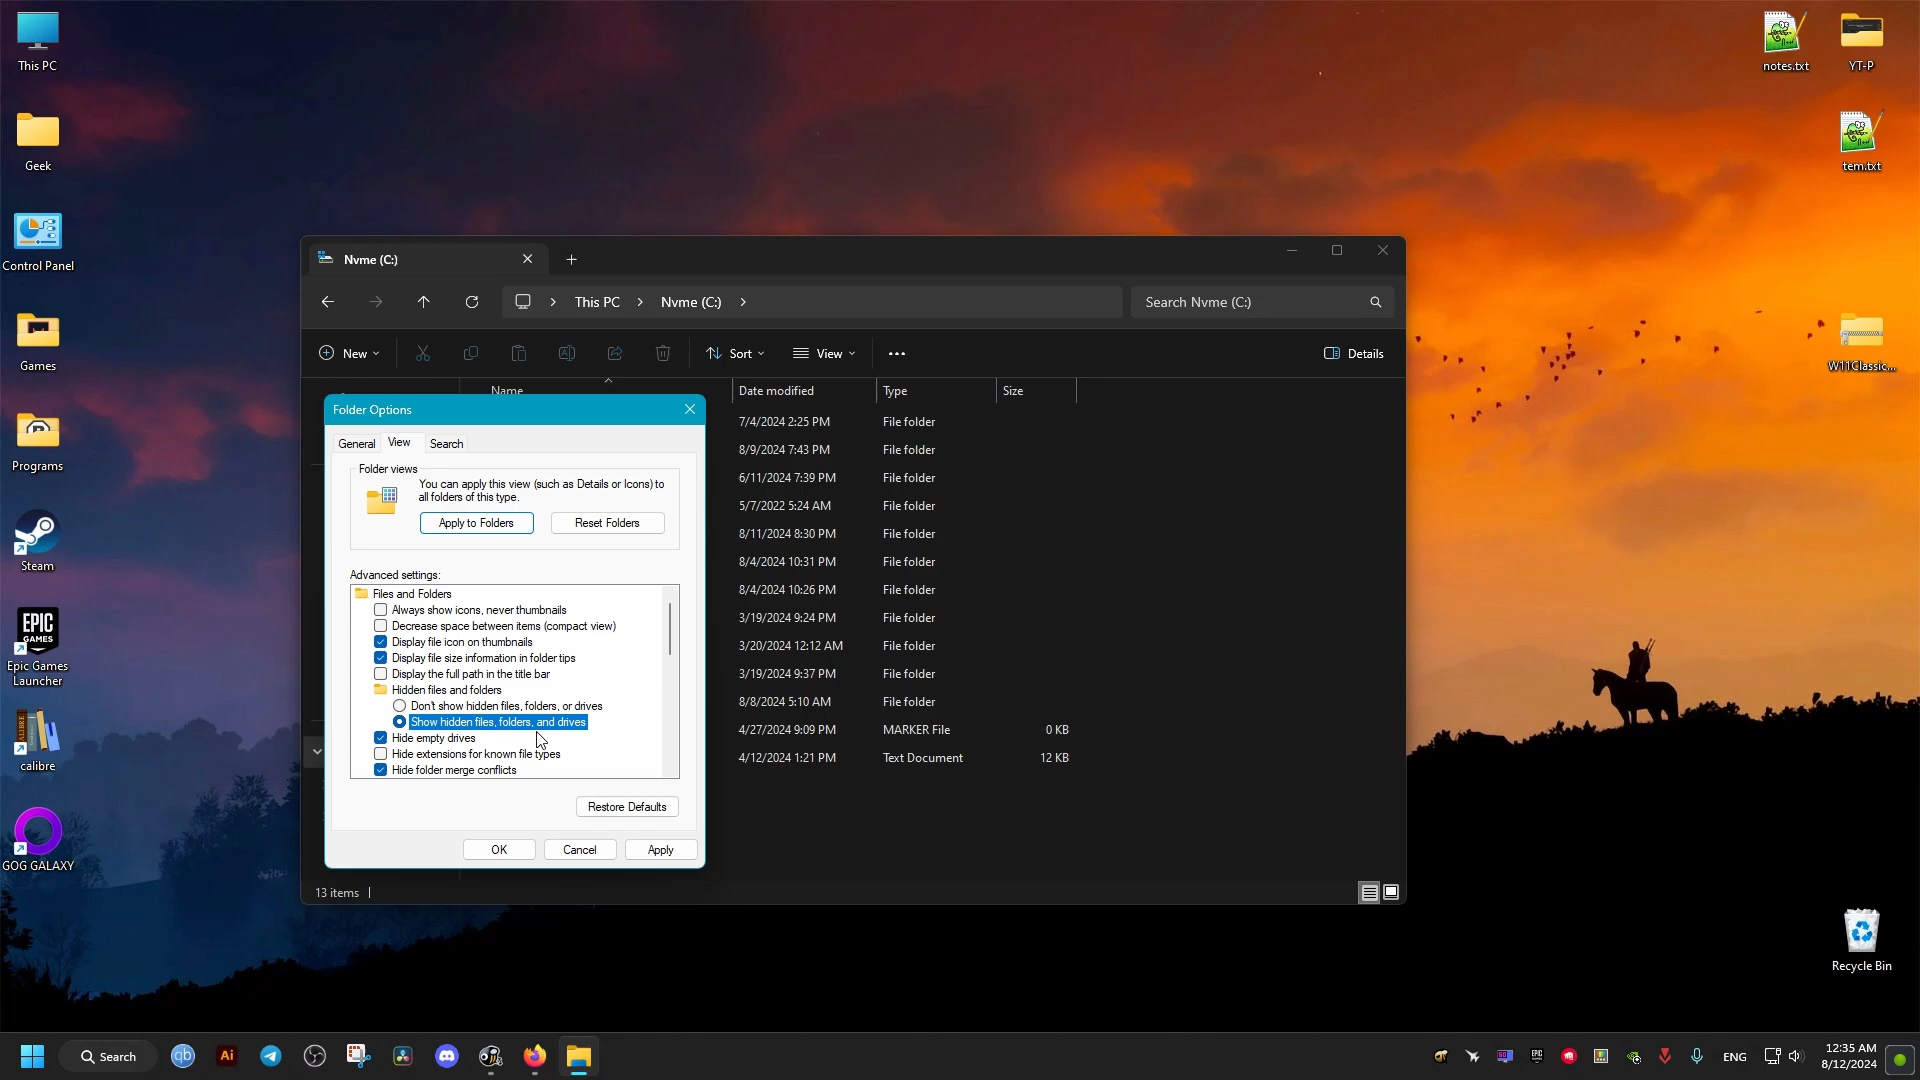 This PC
Geek
Control Panel
Games
Programs
Steam
EPIC
GAMES
Epic Games
Launcher
CALIBRE
calibre
GOG GALAXY
notes.txt
YT-P
tem.txt
W11Classic...
Recycle Bin
Nvme (C:)
This PC
Nvme (C:)
Search Nvme (C:)
New
Sort
View
Details
Name
Date modified
Type
Size
7/4/2024 2:25 PM
File folder
8/9/2024 7:43 PM
File folder
6/11/2024 7:39 PM
File folder
5/7/2022 5:24 AM
File folder
8/11/2024 8:30 PM
File folder
8/4/2024 10:31 PM
File folder
8/4/2024 10:26 PM
File folder
3/19/2024 9:24 PM
File folder
3/20/2024 12:12 AM
File folder
3/19/2024 9:37 PM
File folder
8/8/2024 5:10 AM
File folder
4/27/2024 9:09 PM
MARKER File
0 KB
4/12/2024 1:21 PM
Text Document
12 KB
13 items
Folder Options
General
View
Search
Folder views
You can apply this view (such as Details or Icons) to
all folders of this type.
Apply to Folders
Reset Folders
Advanced settings:
Files and Folders
Always show icons, never thumbnails
Decrease space between items (compact view)
Display file icon on thumbnails
Display file size information in folder tips
Display the full path in the title bar
Hidden files and folders
Don't show hidden files, folders, or drives
Show hidden files, folders, and drives
Hide empty drives
Hide extensions for known file types
Hide folder merge conflicts
Restore Defaults
OK
Cancel
Apply
Search
qb
Ai
60
EPIC
ENG
12:35 AM
8/12/2024